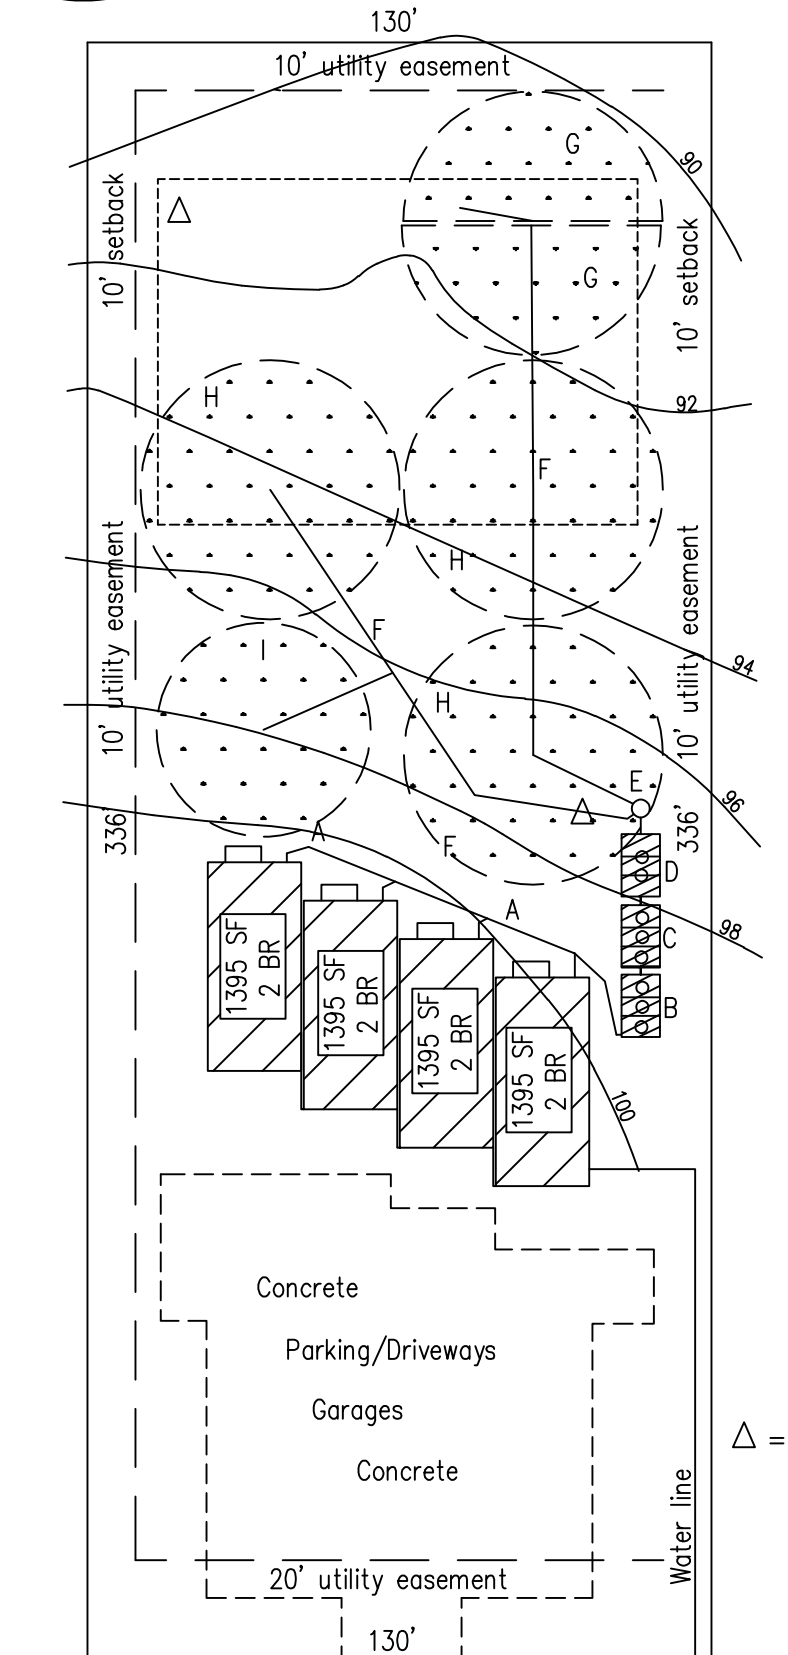 130'
10' utility easement
G
90
10' setback
10' setback
G
92
H
F
H
10' utility easement
10' utility easement
94
F
I
H
96
E
336'
336'
A
F
D
A
C
98
1395 SF
2 BR
1395 SF
2 BR
1395 SF
2 BR
1395 SF
2 BR
B
100
Concrete
Parking/Driveways
Garages
Concrete
Δ =
Water line
20' utility easement
130'